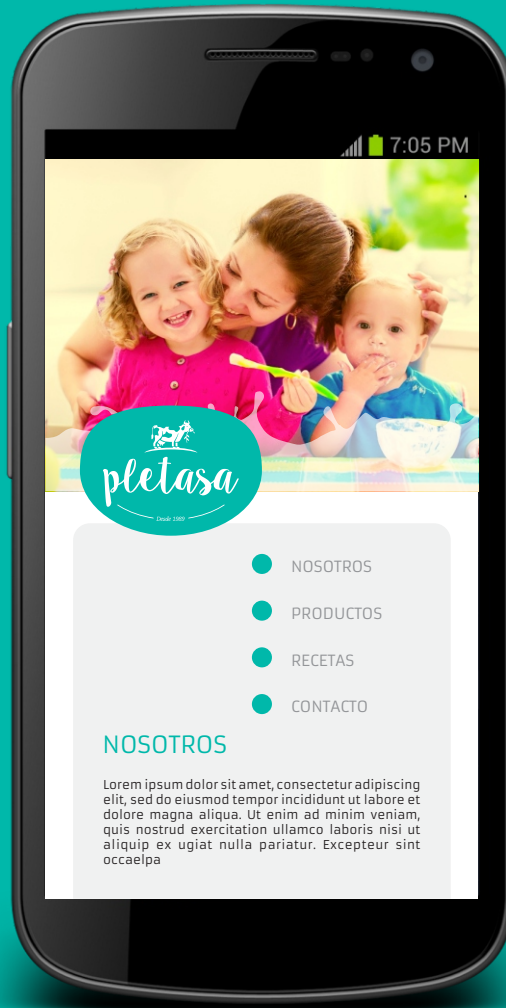 7:05 PM
pletasa
Desde 1989
NOSOTROS
PRODUCTOS
RECETAS
CONTACTO
NOSOTROS
Lorem ipsum dolor sit amet, consectetur adipiscing
elit, sed do eiusmod tempor incididunt ut labore et
dolore magna aliqua. Ut enim ad minim veniam,
quis nostrud exercitation ullamco laboris nisi ut
aliquip ex ugiat nulla pariatur. Excepteur sint
occaelpa